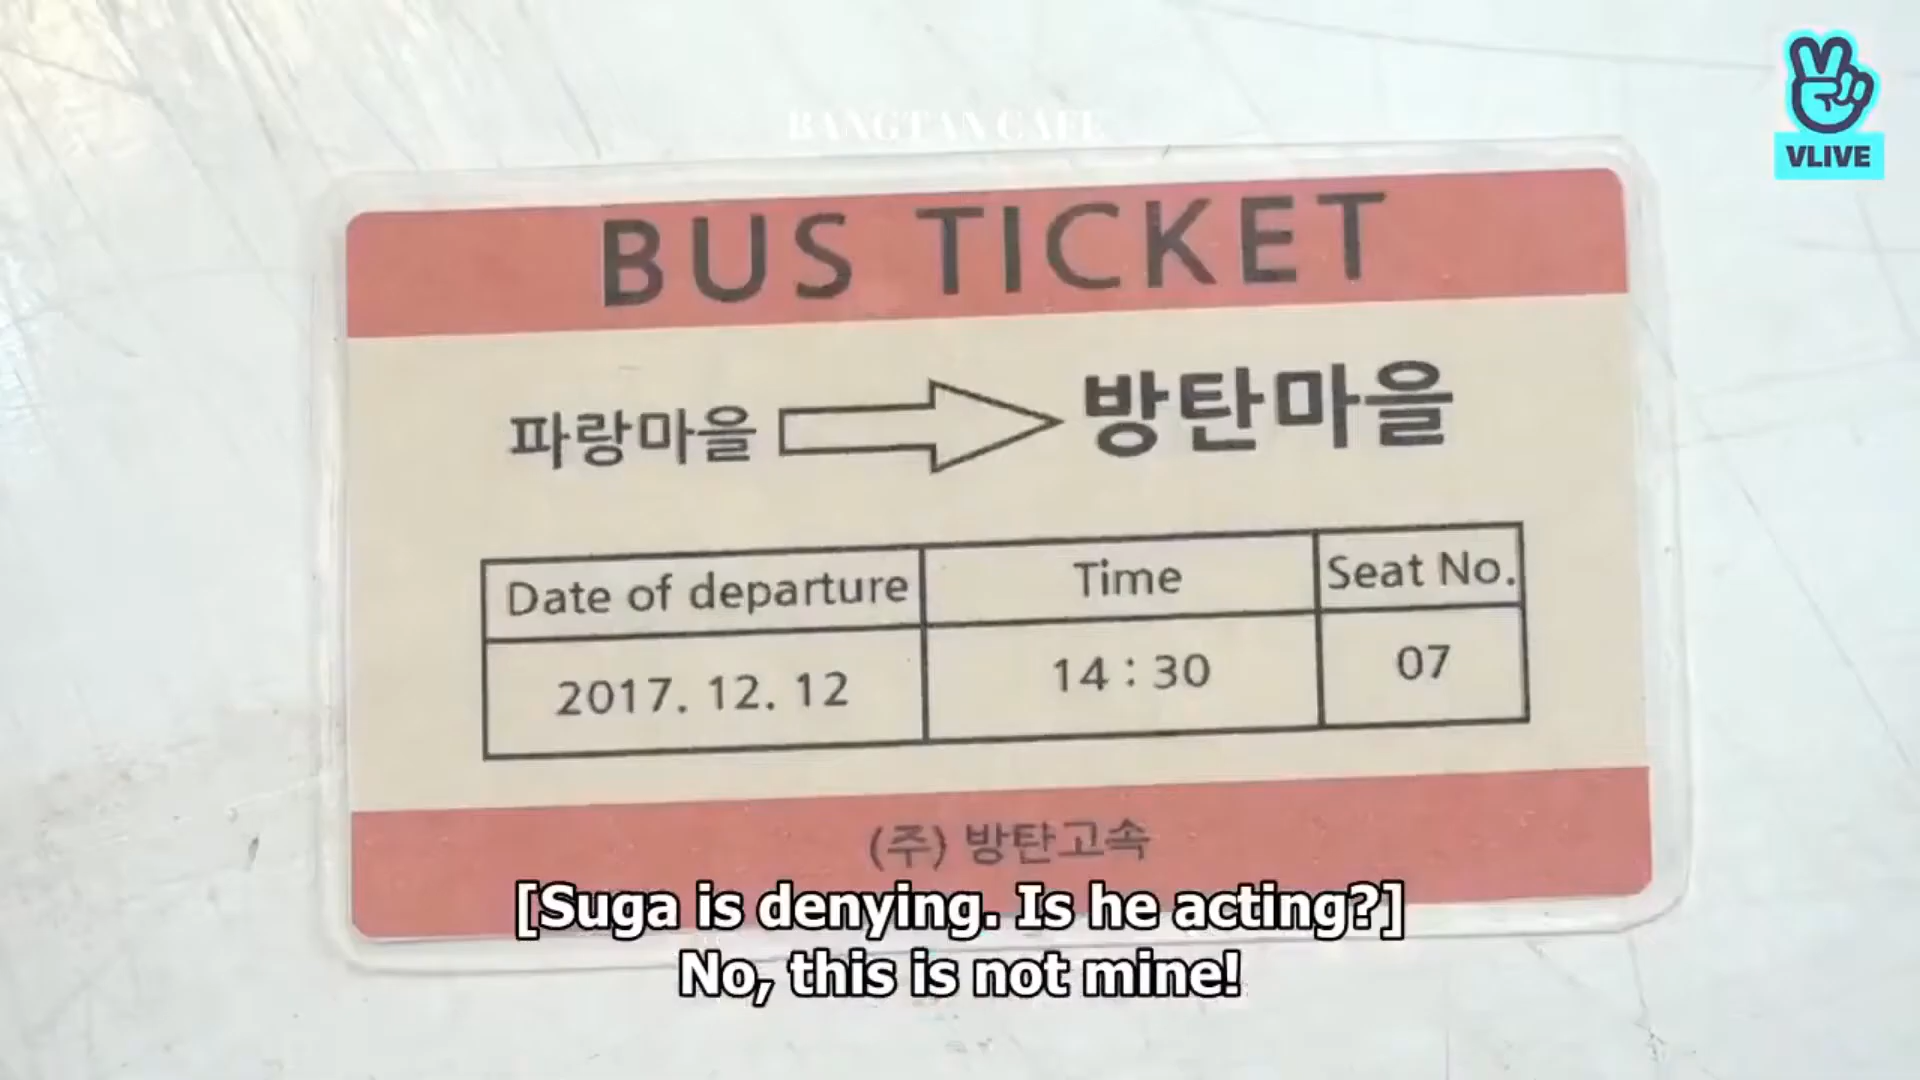 BANGTAN CAFE
VLIVE
BUS TICKET
파랑마을 방탄마을
Date of departure Time Seat No.
2017. 12. 12 14 : 30 07
(주) 방탄고속
[Suga is denying. Is he acting?]
No, this is not mine!